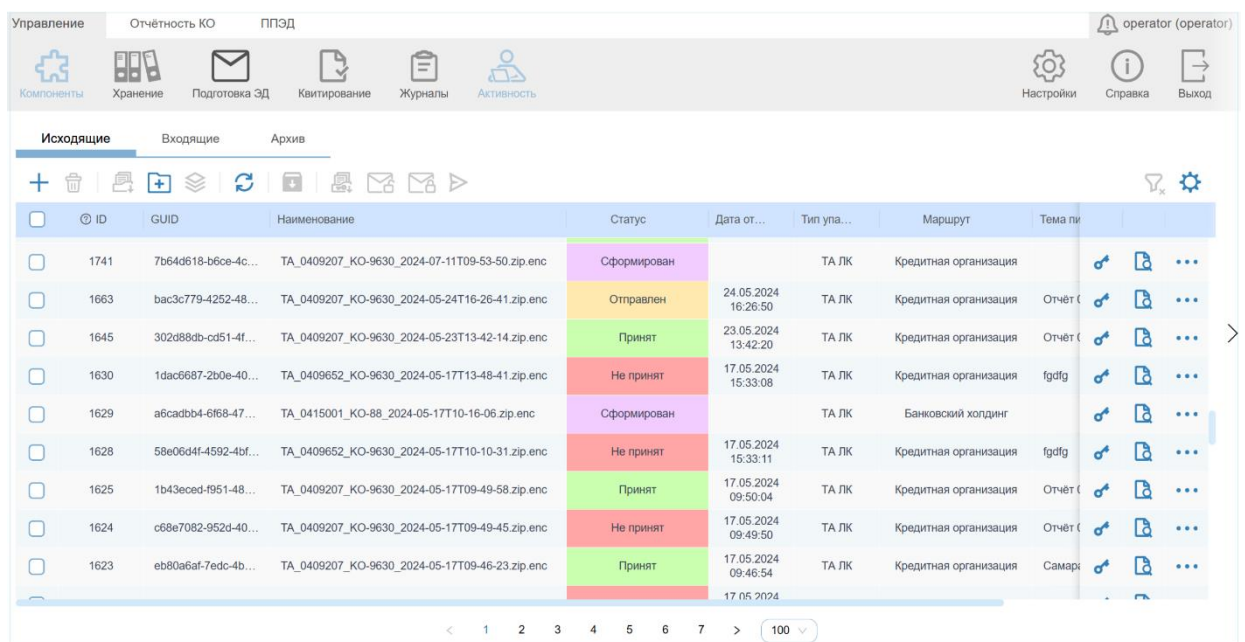 Управление Отчётность КО ППЭД operator (operator)
Компоненты Хранение Подготовка ЭД Квитирование Журналы Активность Настройки Справка Выход
Исходящие Входящие Архив
ID GUID Наименование Статус Дата от... Тип упа... Маршрут Тема пи
1741 7b64d618-b6ce-4c... TA_0409207_KO-9630_2024-07-11T09-53-50.zip.enc Сформирован ТА ЛК Кредитная организация
1663 bac3c779-4252-48... TA_0409207_KO-9630_2024-05-24T16-26-41.zip.enc Отправлен 24.05.2024 16:26:50 ТА ЛК Кредитная организация Отчёт
1645 302d88db-cd51-4f... TA_0409207_KO-9630_2024-05-23T13-42-14.zip.enc Принят 23.05.2024 13:42:20 ТА ЛК Кредитная организация Отчёт
1630 1dac6687-2b0e-40... TA_0409652_KO-9630_2024-05-17T13-48-41.zip.enc Не принят 17.05.2024 15:33:08 ТА ЛК Кредитная организация fgdfg
1629 a6cadbb4-6f68-47... TA_0415001_KO-88_2024-05-17T10-16-06.zip.enc Сформирован ТА ЛК Банковский холдинг
1628 58e06d4f-4592-4bf... TA_0409652_KO-9630_2024-05-17T10-10-31.zip.enc Не принят 17.05.2024 15:33:11 ТА ЛК Кредитная организация fgdfg
1625 1b43eced-f951-48... TA_0409207_KO-9630_2024-05-17T09-49-58.zip.enc Принят 17.05.2024 09:50:04 ТА ЛК Кредитная организация Отчёт
1624 c68e7082-952d-40... TA_0409207_KO-9630_2024-05-17T09-49-45.zip.enc Не принят 17.05.2024 09:49:50 ТА ЛК Кредитная организация Отчёт
1623 eb80a6af-7edc-4b... TA_0409207_KO-9630_2024-05-17T09-46-23.zip.enc Принят 17.05.2024 09:46:54 ТА ЛК Кредитная организация Самара
17.05.2024
< 1 2 3 4 5 6 7 > 100